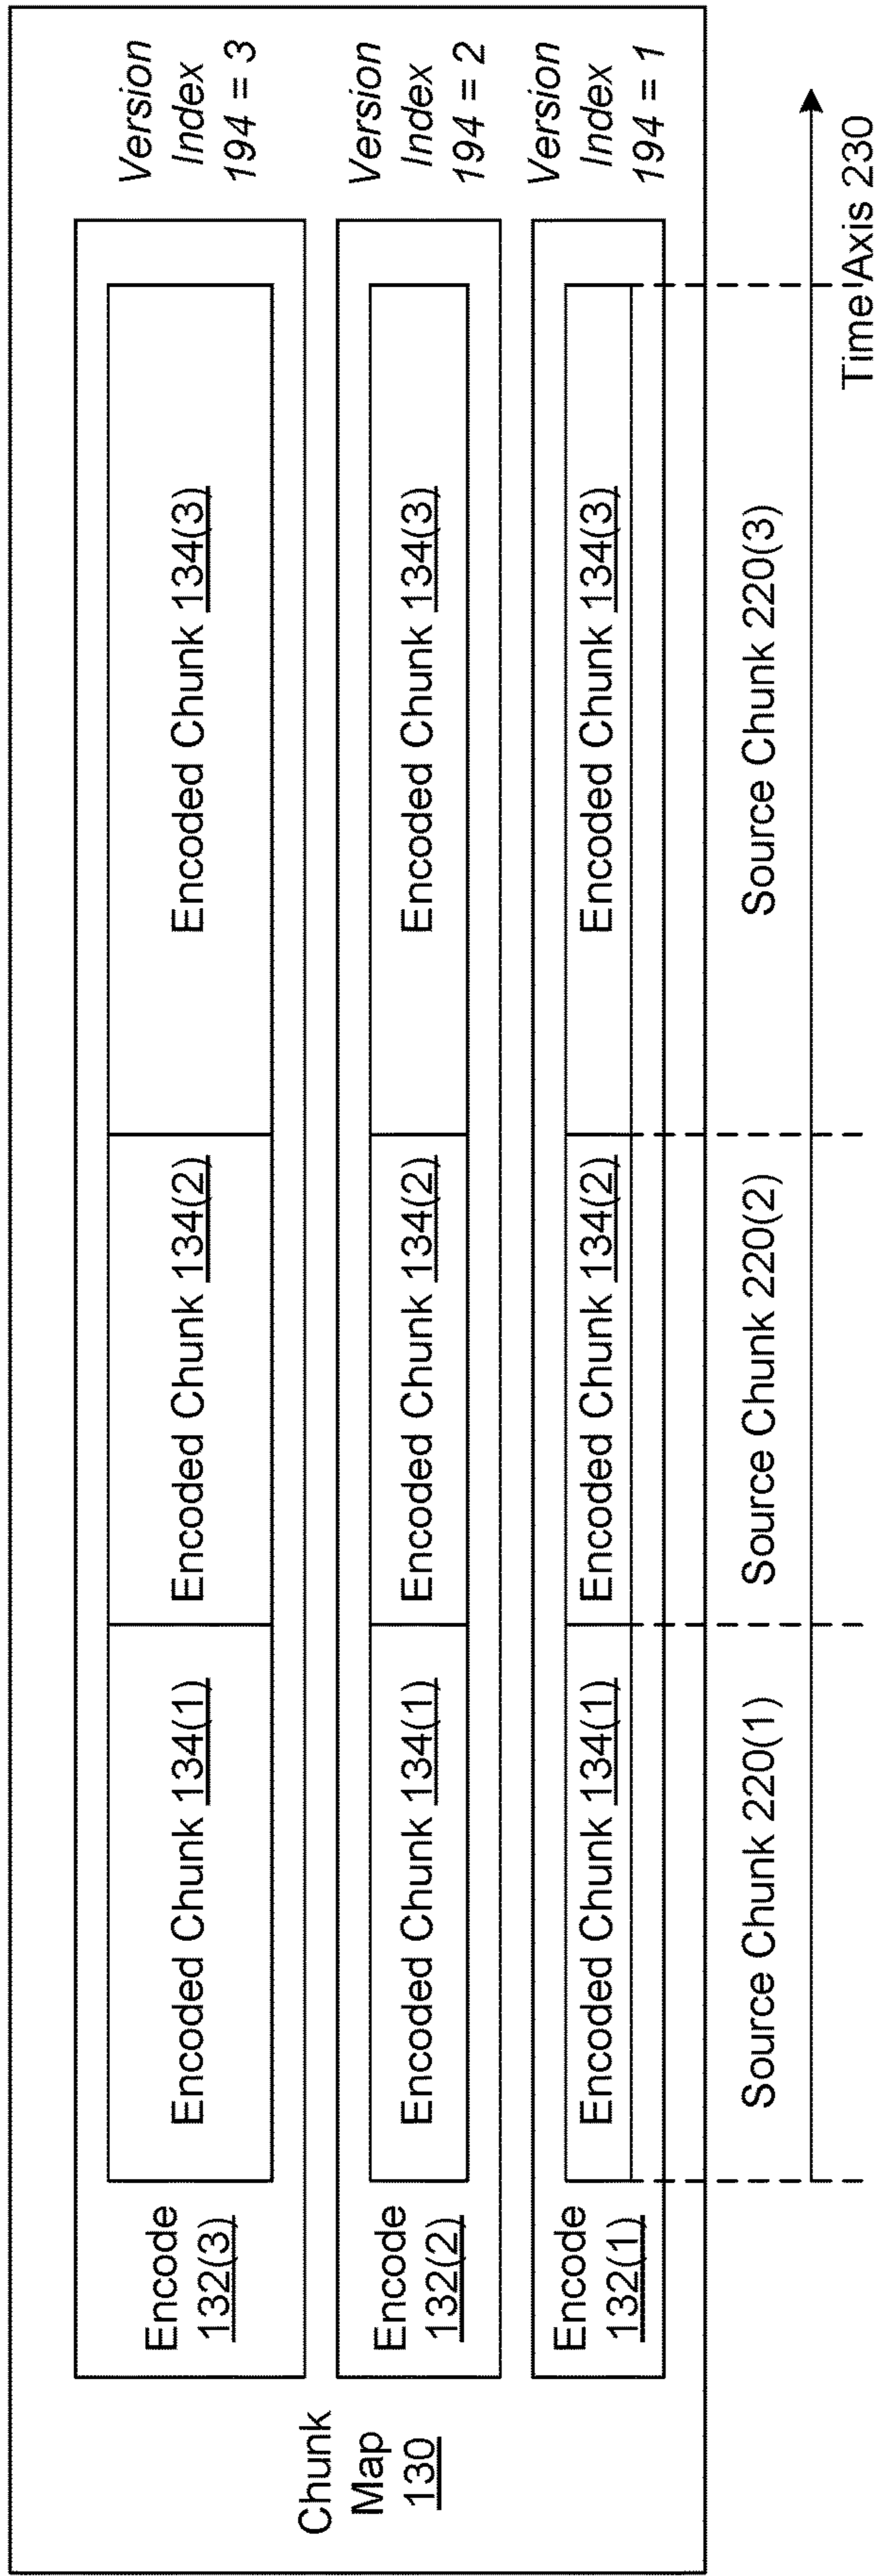 Chunk
Map
130
Encode
132(3)
Encoded Chunk 134(1)
Encoded Chunk 134(2)
Encoded Chunk 134(3)
Version
Index
194 = 3
Encode
132(2)
Encoded Chunk 134(1)
Encoded Chunk 134(2)
Encoded Chunk 134(3)
Version
Index
194 = 2
Encode
132(1)
Encoded Chunk 134(1)
Encoded Chunk 134(2)
Encoded Chunk 134(3)
Version
Index
194 = 1
Source Chunk 220(1)
Source Chunk 220(2)
Source Chunk 220(3)
Time Axis 230